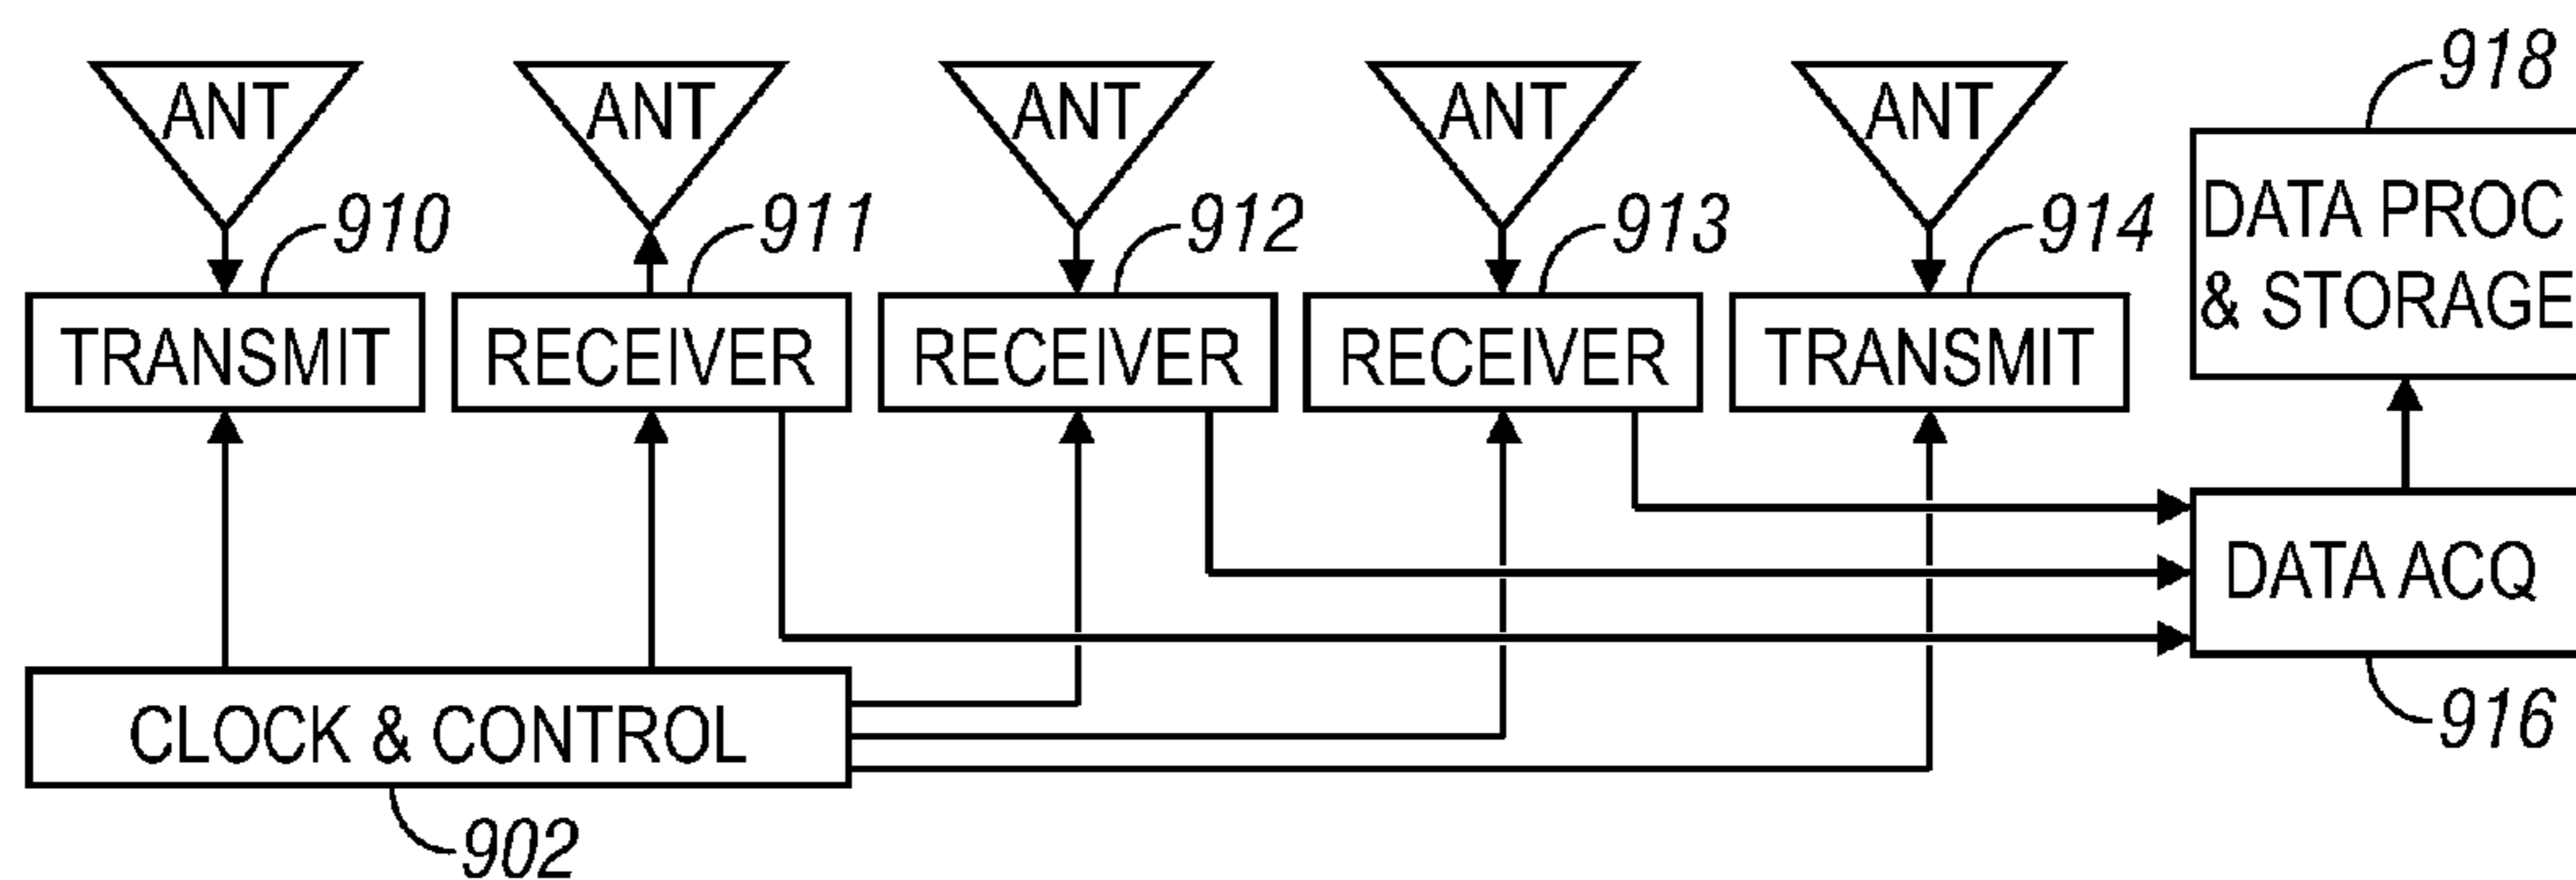 918
ANT ANT ANT ANT ANT
910 911 912 913 914
DATA PROC
& STORAGE
TRANSMIT RECEIVER RECEIVER RECEIVER TRANSMIT
DATA ACQ
CLOCK & CONTROL
916
902